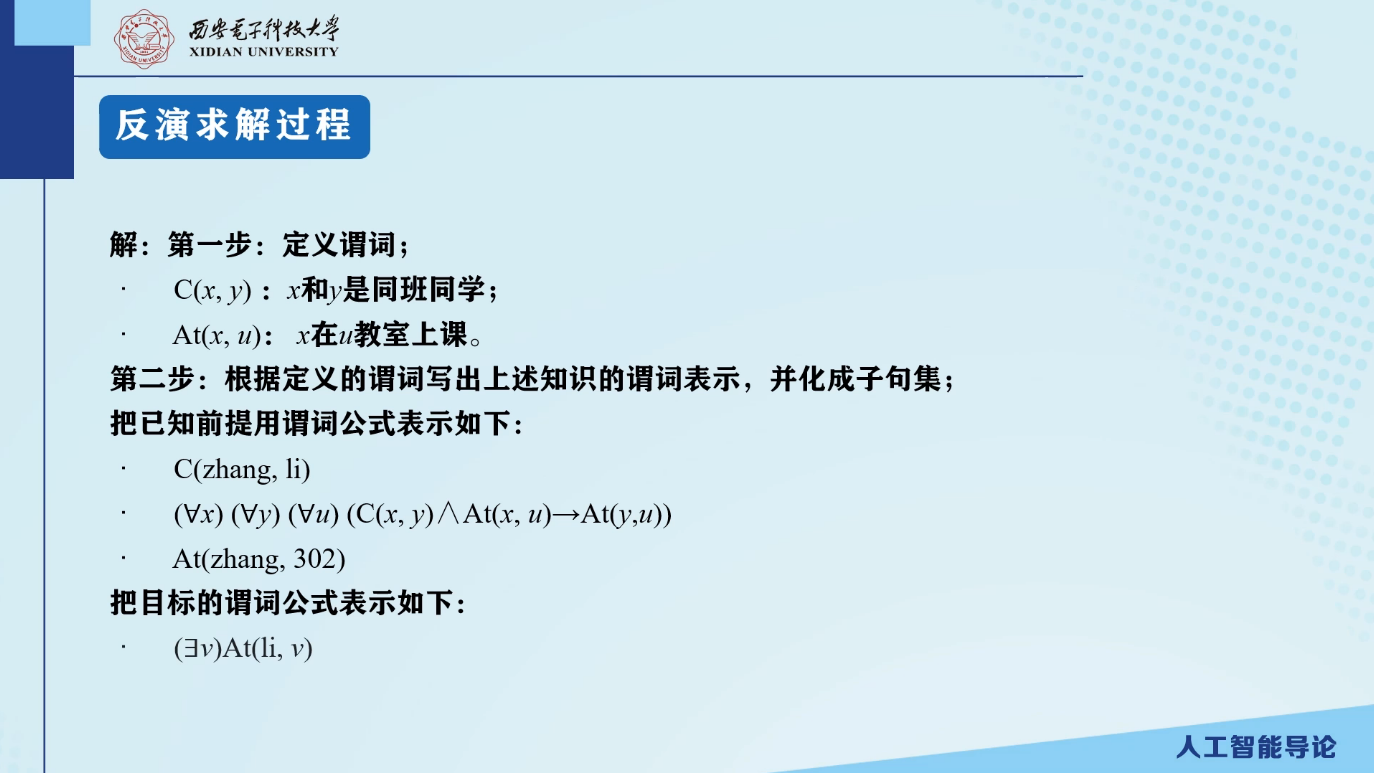 西安电子科技大学
XIDIAN UNIVERSITY
反演求解过程
解：第一步：定义谓词；
· C(x, y) ：x和y是同班同学；
· At(x, u)： x在u教室上课。
第二步：根据定义的谓词写出上述知识的谓词表示，并化成子句集；
把已知前提用谓词公式表示如下：
· C(zhang, li)
· (∀x) (∀y) (∀u) (C(x, y)∧At(x, u)→At(y,u))
· At(zhang, 302)
把目标的谓词公式表示如下：
· (∃v)At(li, v)
人工智能导论